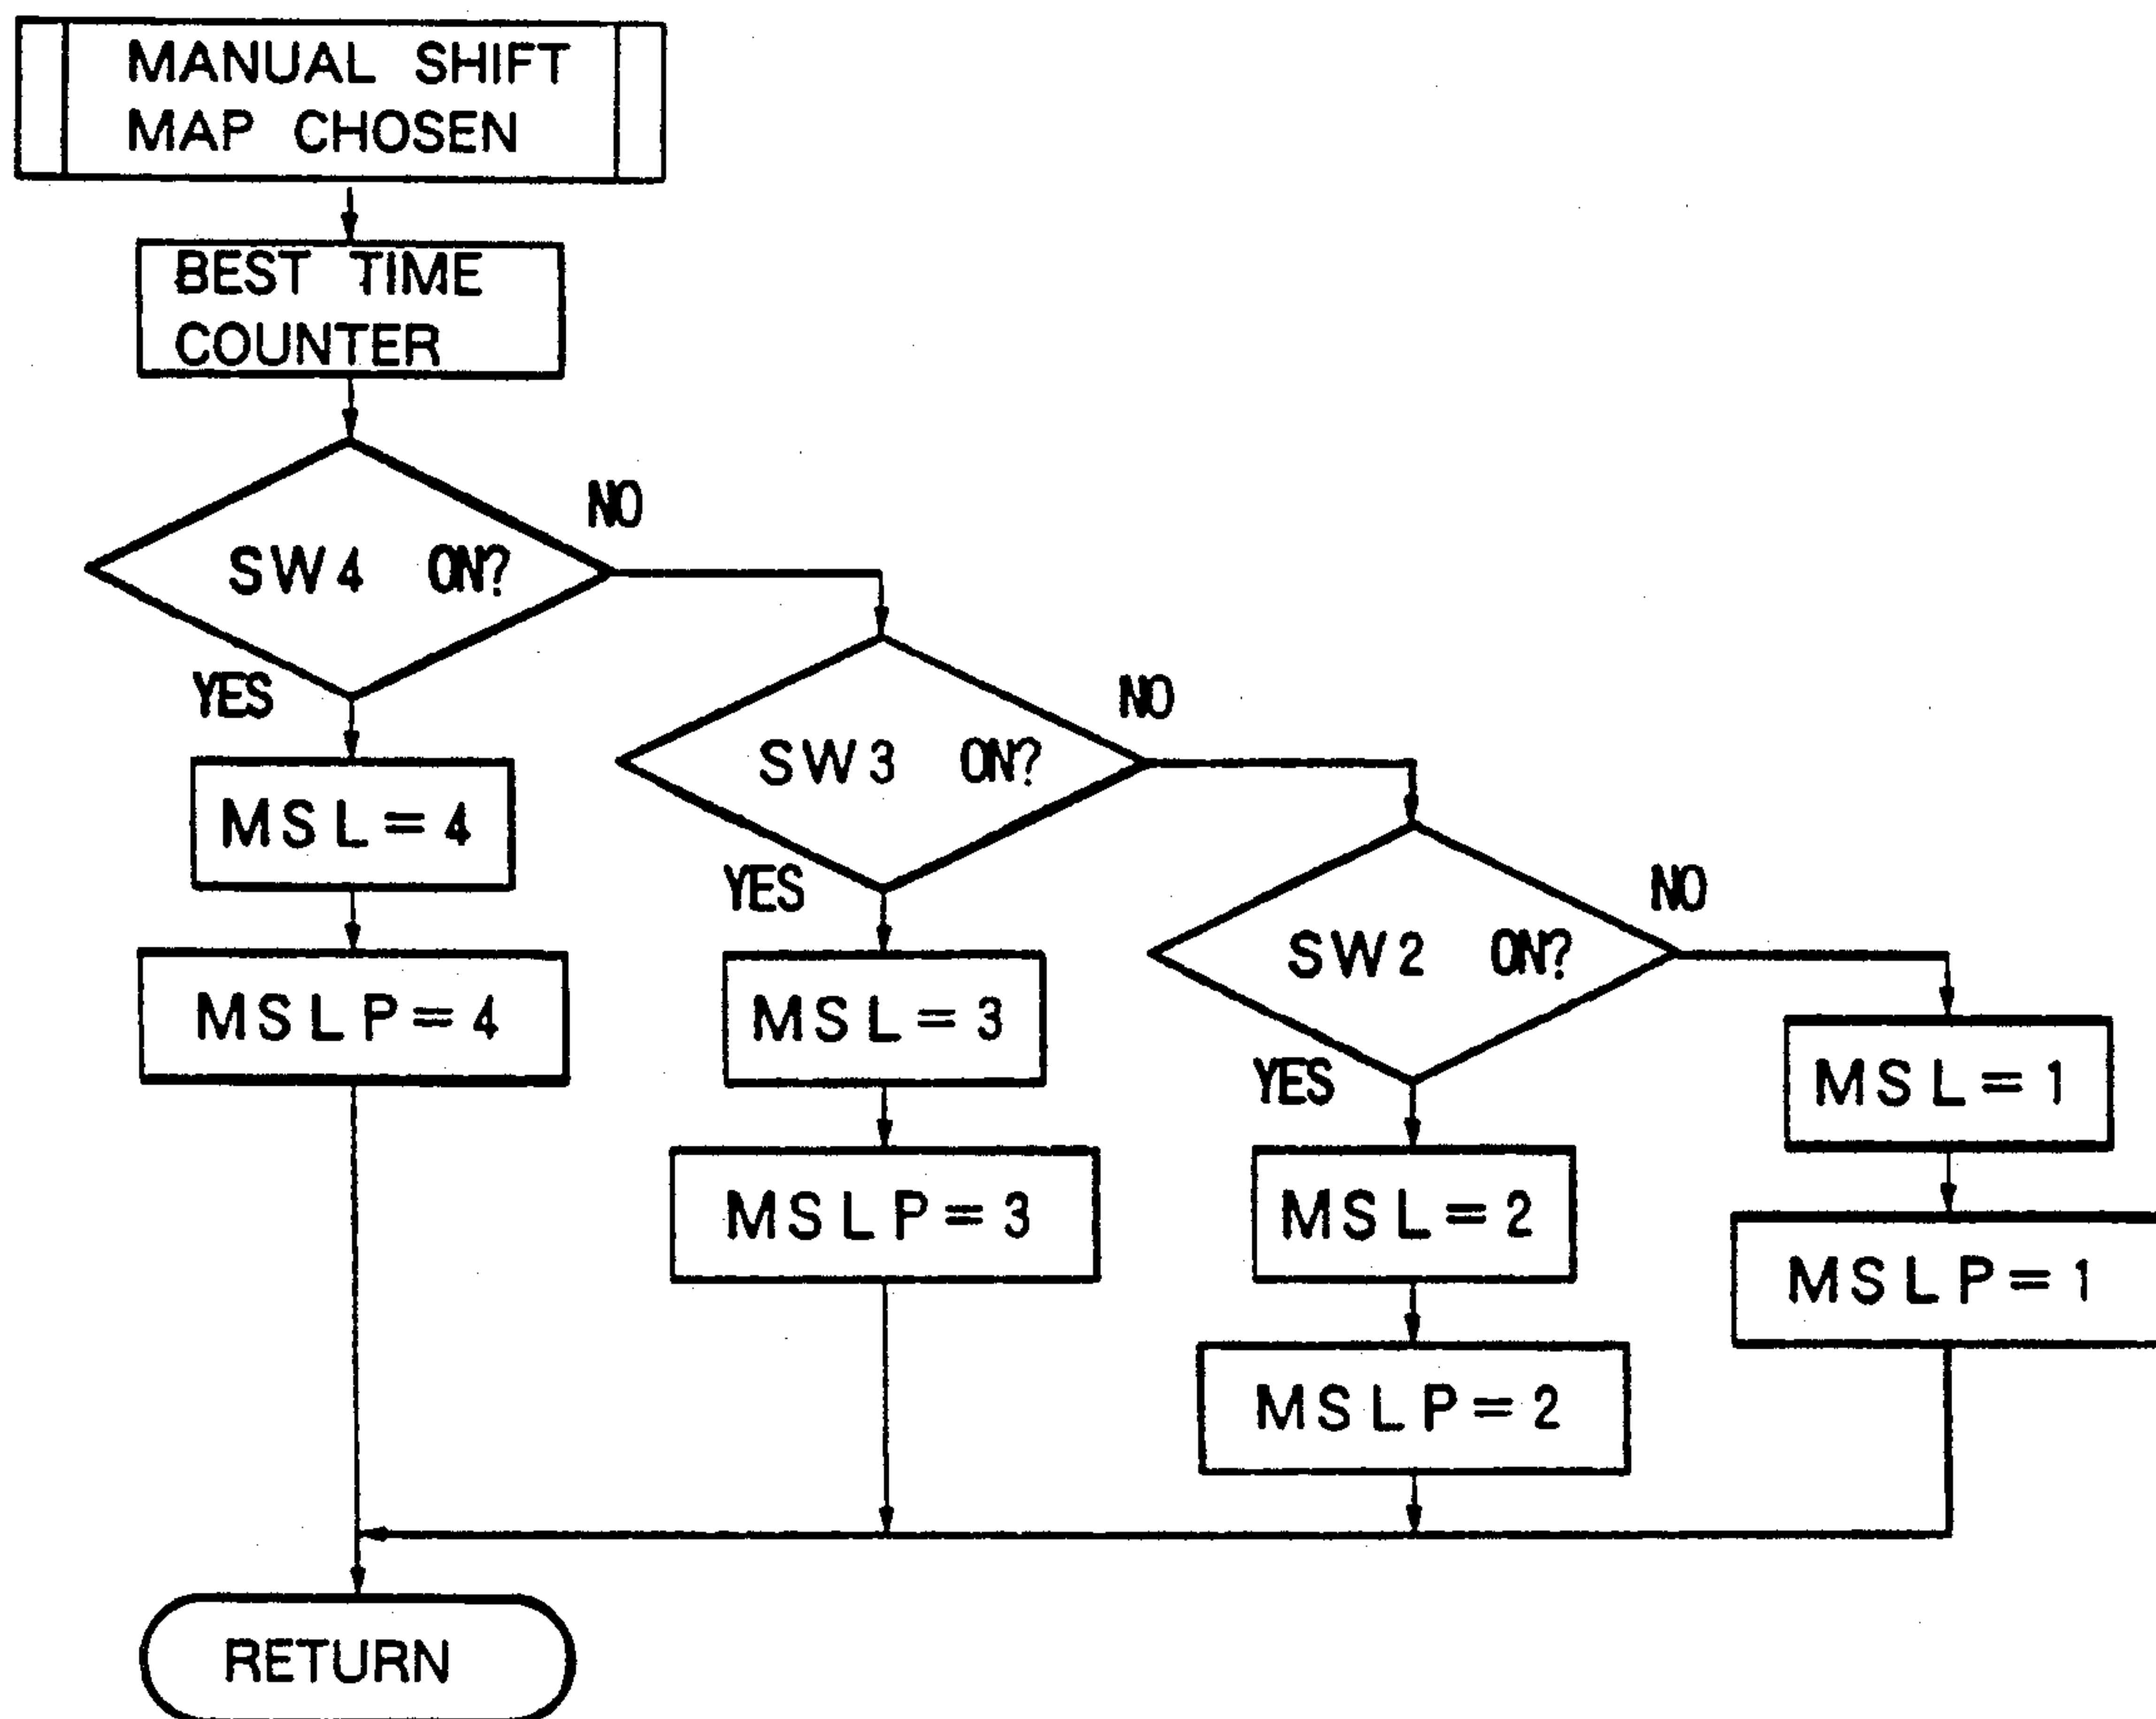 MANUAL SHIFT
MAP CHOSEN
BEST TIME
COUNTER
NO
SW4 ON?
YES
NO
SW3 ON?
YES
MSL=4
NO
SW2 ON?
YES
MSLP=4
MSL=3
MSL=1
MSLP=3
MSL=2
MSLP=1
MSLP=2
RETURN